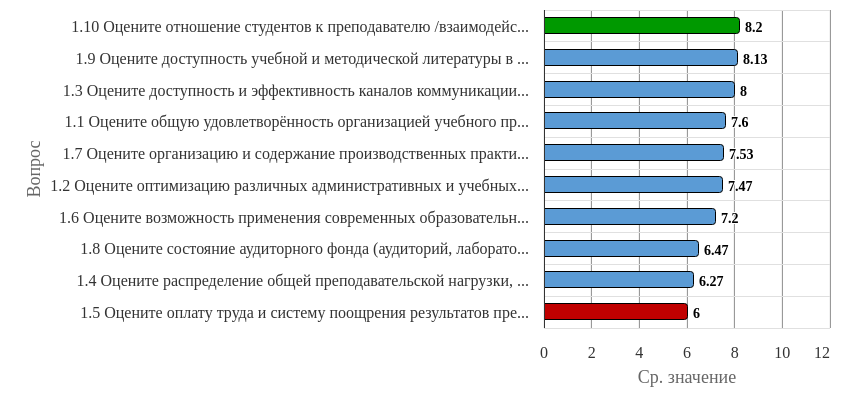 1.10 Оцените отношение студентов к преподавателю /взаимодейс... 8.2
1.9 Оцените доступность учебной и методической литературы в ... 8.13
1.3 Оцените доступность и эффективность каналов коммуникации... 8
1.1 Оцените общую удовлетворённость организацией учебного пр... 7.6
1.7 Оцените организацию и содержание производственных практи... 7.53
1.2 Оцените оптимизацию различных административных и учебных... 7.47
1.6 Оцените возможность применения современных образовательн... 7.2
1.8 Оцените состояние аудиторного фонда (аудиторий, лаборато... 6.47
1.4 Оцените распределение общей преподавательской нагрузки, ... 6.27
1.5 Оцените оплату труда и систему поощрения результатов пре... 6
Вопрос
0 2 4 6 8 10 12
Ср. значение